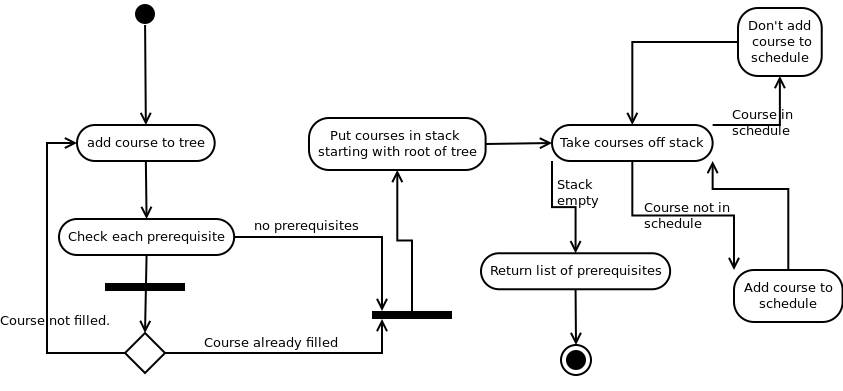 add course to tree
Check each prerequisite
no prerequisites
Course not filled.
Course already filled
Put courses in stack
starting with root of tree
Take courses off stack
Don't add
course to
schedule
Course in
schedule
Stack
empty
Course not in
schedule
Return list of prerequisites
Add course to
schedule